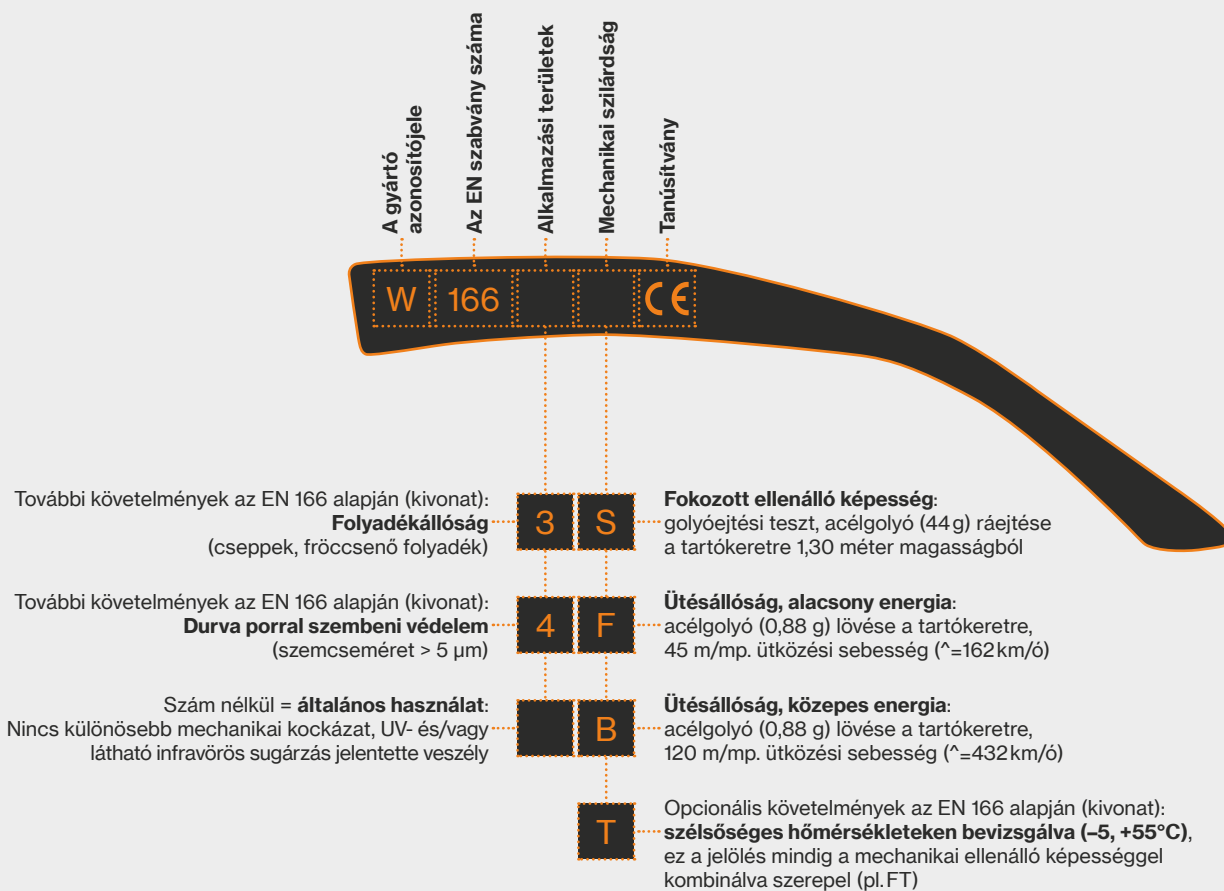 A gyártó
azonosítójele
Az EN szabvány száma
Alkalmazási területek
Mechanikai szilárdság
Tanúsítvány
W
166
CE
További követelmények az EN 166 alapján (kivonat):
Folyadékállóság
(cseppek, fröccsenő folyadék)
3
S
Fokozott ellenálló képesség:
golyóejtési teszt, acélgolyó (44 g) ráejtése
a tartókeretre 1,30 méter magasságból
További követelmények az EN 166 alapján (kivonat):
Durva porral szembeni védelem
(szemcseméret > 5 µm)
4
F
Ütésállóság, alacsony energia:
acélgolyó (0,88 g) lövése a tartókeretre,
45 m/mp. ütközési sebesség (^=162 km/ó)
Szám nélkül = általános használat:
Nincs különösebb mechanikai kockázat, UV- és/vagy
látható infravörös sugárzás jelentette veszély
B
Ütésállóság, közepes energia:
acélgolyó (0,88 g) lövése a tartókeretre,
120 m/mp. ütközési sebesség (^=432 km/ó)
T
Opcionális követelmények az EN 166 alapján (kivonat):
szélsőséges hőmérsékleteken bevizsgálva (–5, +55°C),
ez a jelölés mindig a mechanikai ellenálló képességgel
kombinálva szerepel (pl. FT)